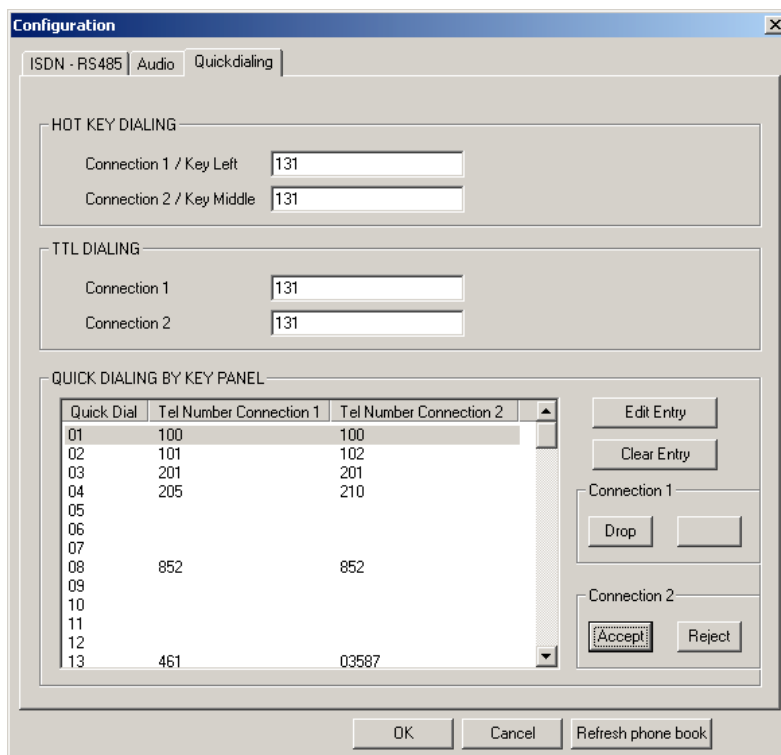 Configuration
ISDN - RS485 Audio Quickdialing
HOT KEY DIALING
Connection 1 / Key Left 131
Connection 2 / Key Middle 131
TTL DIALING
Connection 1 131
Connection 2 131
QUICK DIALING BY KEY PANEL
Quick Dial Tel Number Connection 1 Tel Number Connection 2
01 100 100
02 101 102
03 201 201
04 205 210
05
06
07
08 852 852
09
10
11
12
13 461 03587
Edit Entry
Clear Entry
Connection 1
Drop
Connection 2
Accept Reject
OK Cancel Refresh phone book